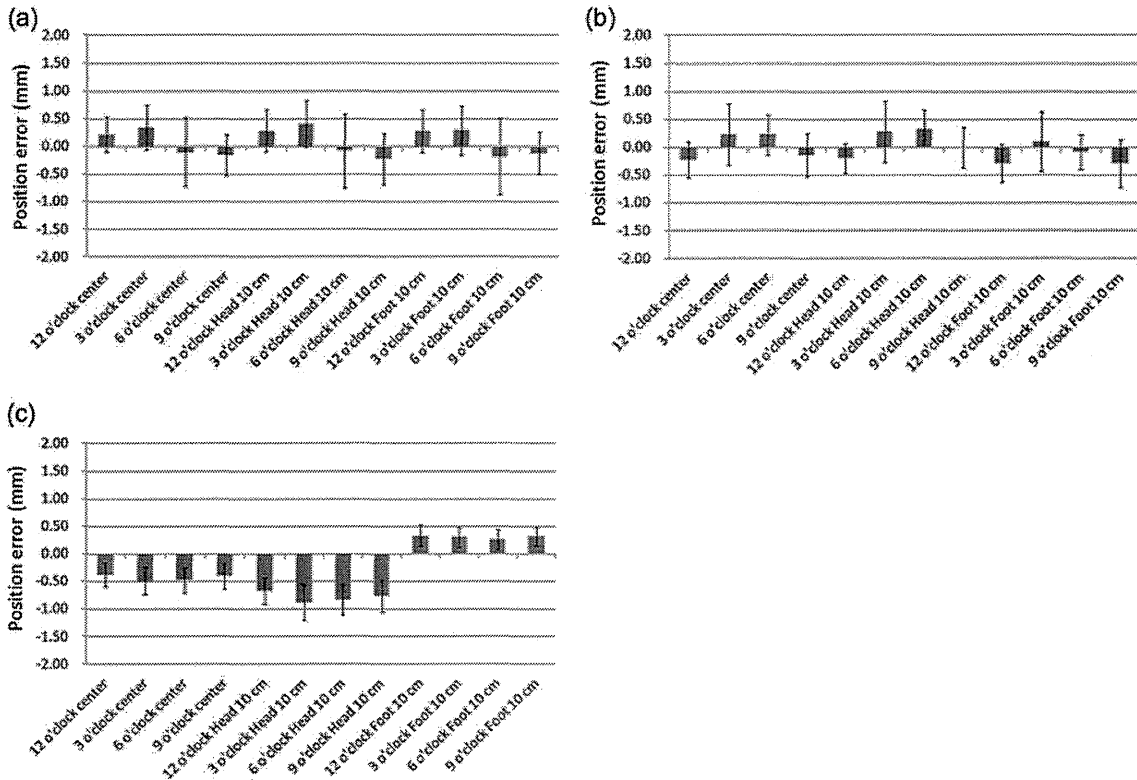 (a)
Position error (mm)
2.00
1.50
1.00
0.50
0.00
-0.50
-1.00
-1.50
-2.00
12 o'clock center
3 o'clock center
6 o'clock center
9 o'clock center
12 o'clock Head 10 cm
3 o'clock Head 10 cm
6 o'clock Head 10 cm
9 o'clock Head 10 cm
12 o'clock Foot 10 cm
3 o'clock Foot 10 cm
6 o'clock Foot 10 cm
9 o'clock Foot 10 cm
(b)
Position error (mm)
2.00
1.50
1.00
0.50
0.00
-0.50
-1.00
-1.50
-2.00
12 o'clock center
3 o'clock center
6 o'clock center
9 o'clock center
12 o'clock Head 10 cm
3 o'clock Head 10 cm
6 o'clock Head 10 cm
9 o'clock Head 10 cm
12 o'clock Foot 10 cm
3 o'clock Foot 10 cm
6 o'clock Foot 10 cm
9 o'clock Foot 10 cm
(c)
Position error (mm)
2.00
1.50
1.00
0.50
0.00
-0.50
-1.00
-1.50
-2.00
12 o'clock center
3 o'clock center
6 o'clock center
9 o'clock center
12 o'clock Head 10 cm
3 o'clock Head 10 cm
6 o'clock Head 10 cm
9 o'clock Head 10 cm
12 o'clock Foot 10 cm
3 o'clock Foot 10 cm
6 o'clock Foot 10 cm
9 o'clock Foot 10 cm